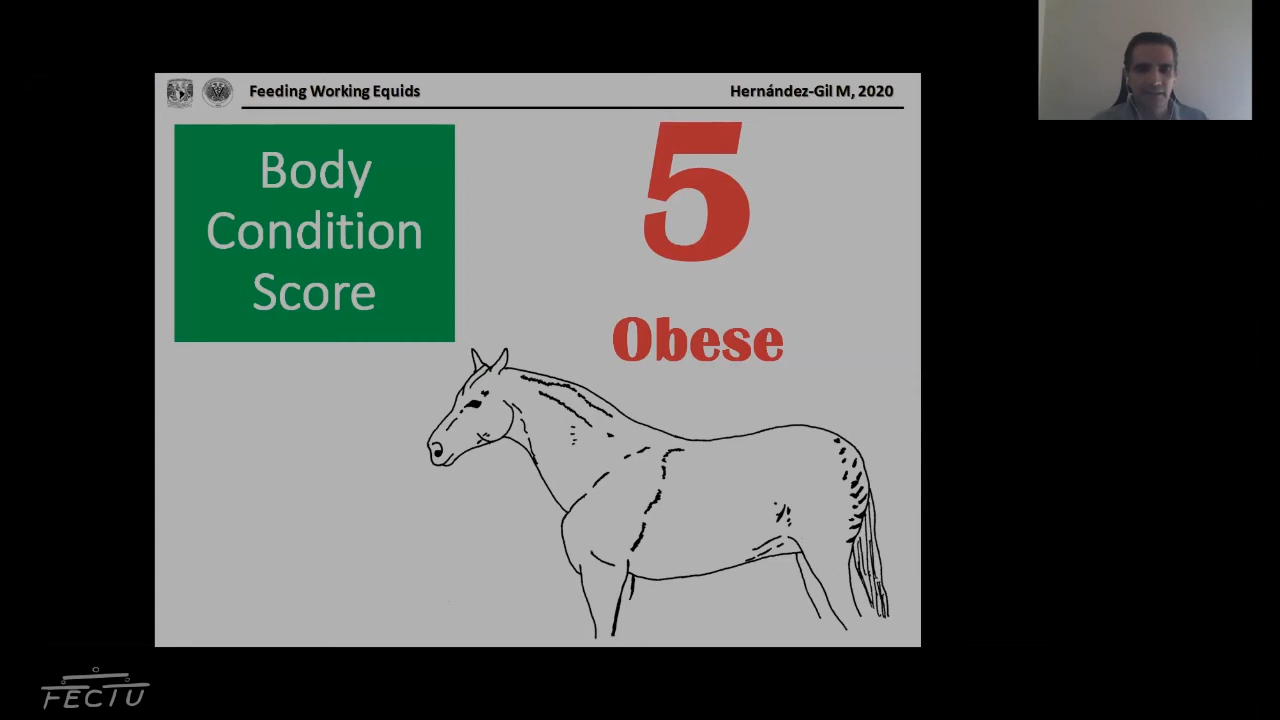 Feeding Working Equids
Hernández-Gil M, 2020
Body
Condition
Score
5
Obese
FECTU